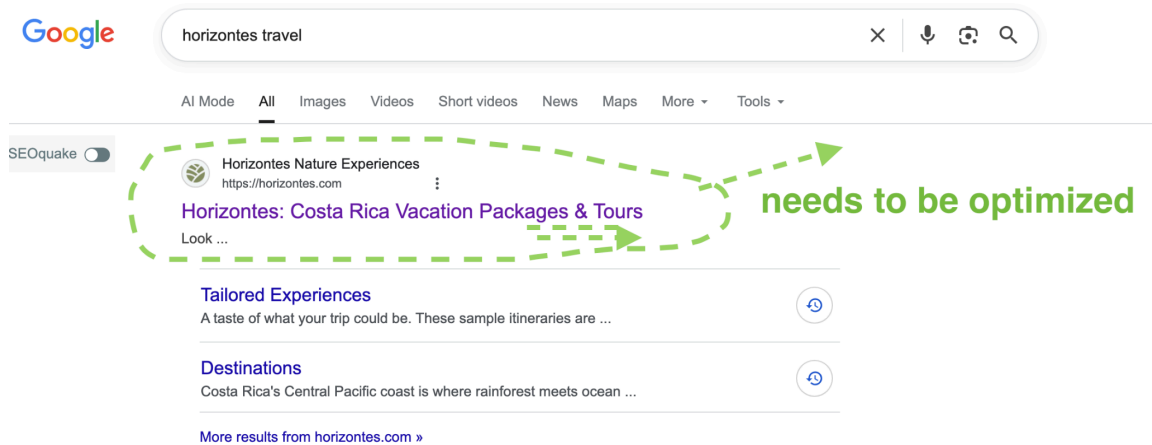 Google
horizontes travel
AI Mode All Images Videos Short videos News Maps More Tools
SEOquake
Horizontes Nature Experiences
https://horizontes.com
Horizontes: Costa Rica Vacation Packages & Tours
Look ...
needs to be optimized
Tailored Experiences
A taste of what your trip could be. These sample itineraries are ...
Destinations
Costa Rica's Central Pacific coast is where rainforest meets ocean ...
More results from horizontes.com »